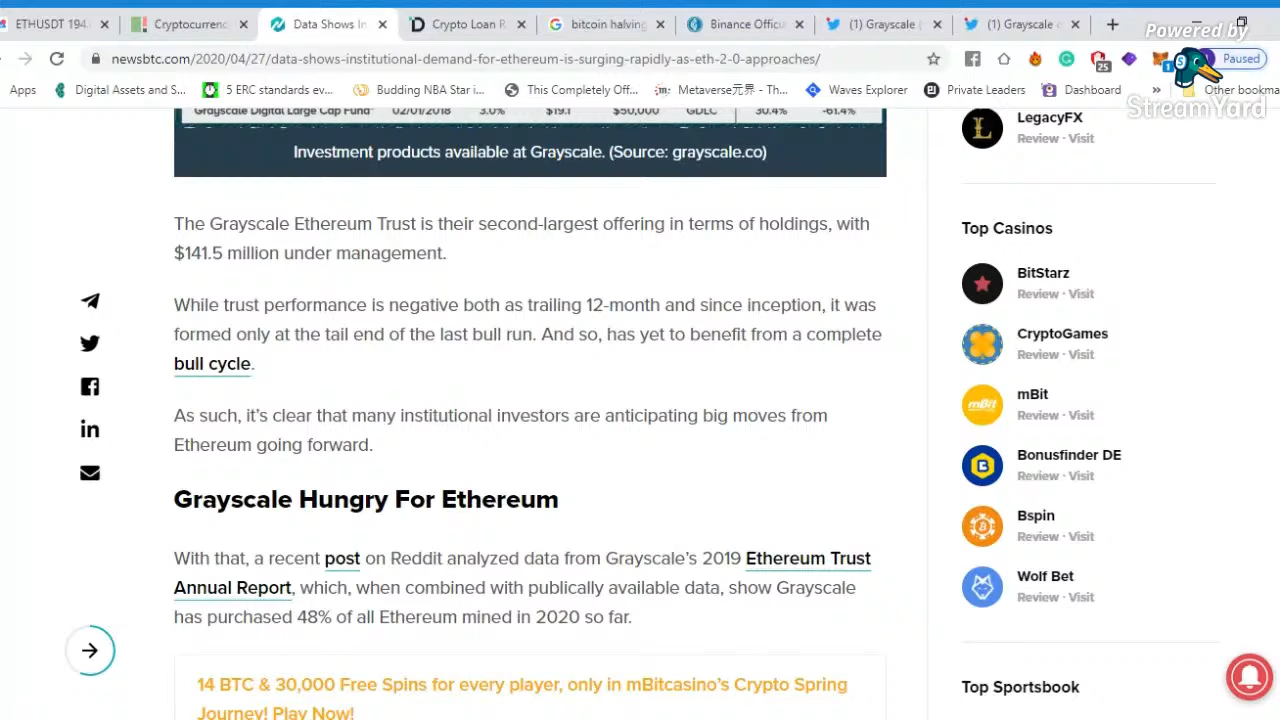 ETHUSDT 194.
Cryptocurrenc
Data Shows In
Crypto Loan R
bitcoin halving
Binance Offici
(1) Grayscale
(1) Grayscale
Powered by
newsbtc.com/2020/04/27/data-shows-institutional-demand-for-ethereum-is-surging-rapidly-as-eth-2-0-approaches/
25
1
Paused
Apps
Digital Assets and S...
5 ERC standards ev...
Budding NBA Star i...
This Completely Off...
Metaverse元界 - Th...
Waves Explorer
Private Leaders
Dashboard
»
Other bookma
StreamYard
Grayscale Digital Large Cap Fund 02/01/2018 3.0% $19.1 $50,000 GDLC 30.4% -61.4%
Investment products available at Grayscale. (Source: grayscale.co)
The Grayscale Ethereum Trust is their second-largest offering in terms of holdings, with
$141.5 million under management.
While trust performance is negative both as trailing 12-month and since inception, it was
formed only at the tail end of the last bull run. And so, has yet to benefit from a complete
bull cycle.
As such, it's clear that many institutional investors are anticipating big moves from
Ethereum going forward.
Grayscale Hungry For Ethereum
With that, a recent post on Reddit analyzed data from Grayscale's 2019 Ethereum Trust
Annual Report, which, when combined with publically available data, show Grayscale
has purchased 48% of all Ethereum mined in 2020 so far.
14 BTC & 30,000 Free Spins for every player, only in mBitcasino's Crypto Spring
Journey! Play Now!
LegacyFX
Review · Visit
Top Casinos
BitStarz
Review · Visit
CryptoGames
Review · Visit
mBit
mBit
Review · Visit
Bonusfinder DE
Review · Visit
Bspin
Review · Visit
Wolf Bet
Review · Visit
Top Sportsbook